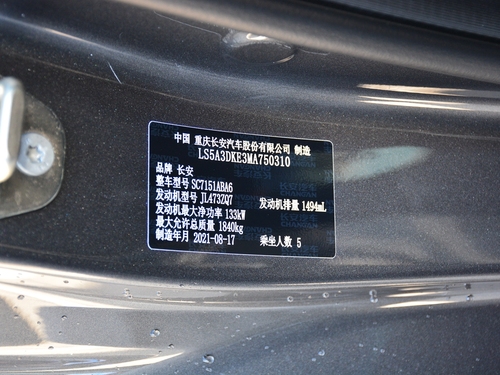 中国 重庆长安汽车股份有限公司 制造
LS5A3DKE3MA750310
品牌 长安
整车型号 SC7151ABA6
发动机型号 JL473ZQ7 发动机排量 1494mL
发动机最大净功率 133kW
最大允许总质量 1840kg
制造年月 2021-08-17 乘坐人数 5